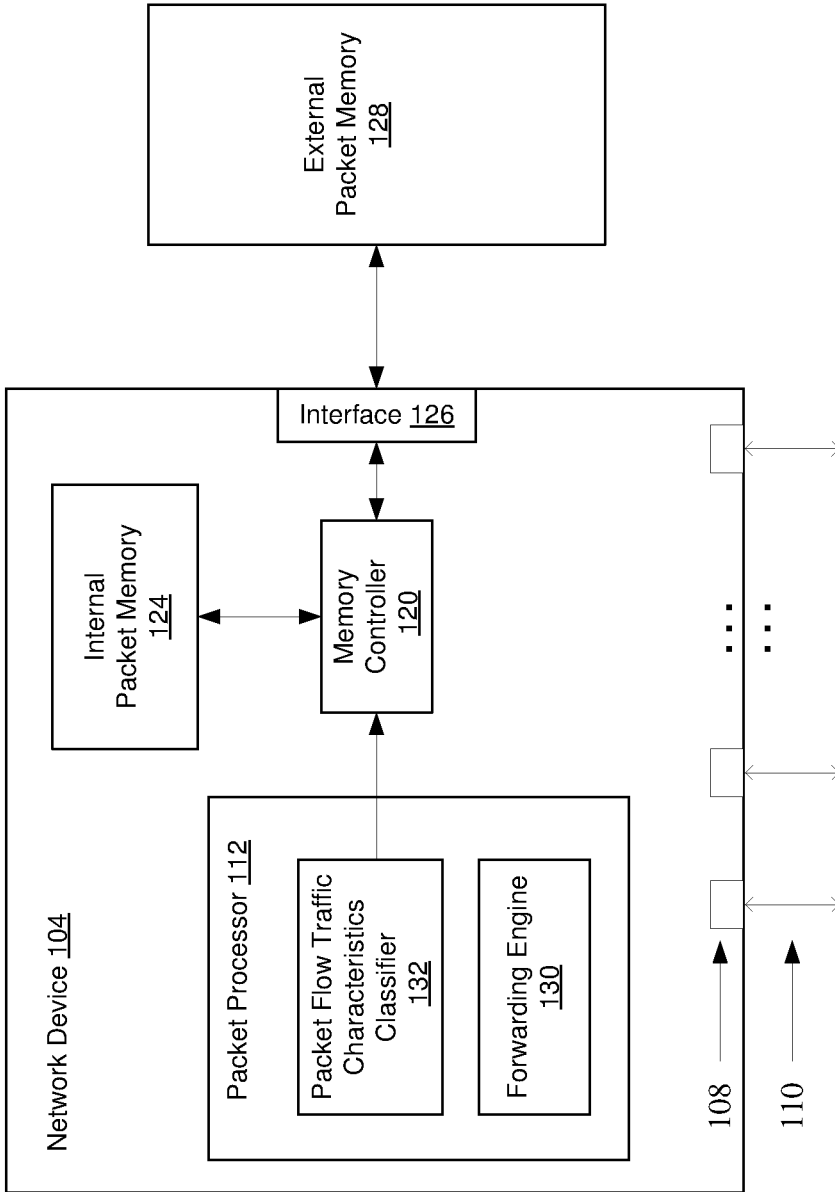 Network Device 104
Packet Processor 112
Packet Flow Traffic
Characteristics
Classifier
132
Forwarding Engine
130
Internal
Packet Memory
124
Memory
Controller
120
Interface 126
External
Packet Memory
128
108
110